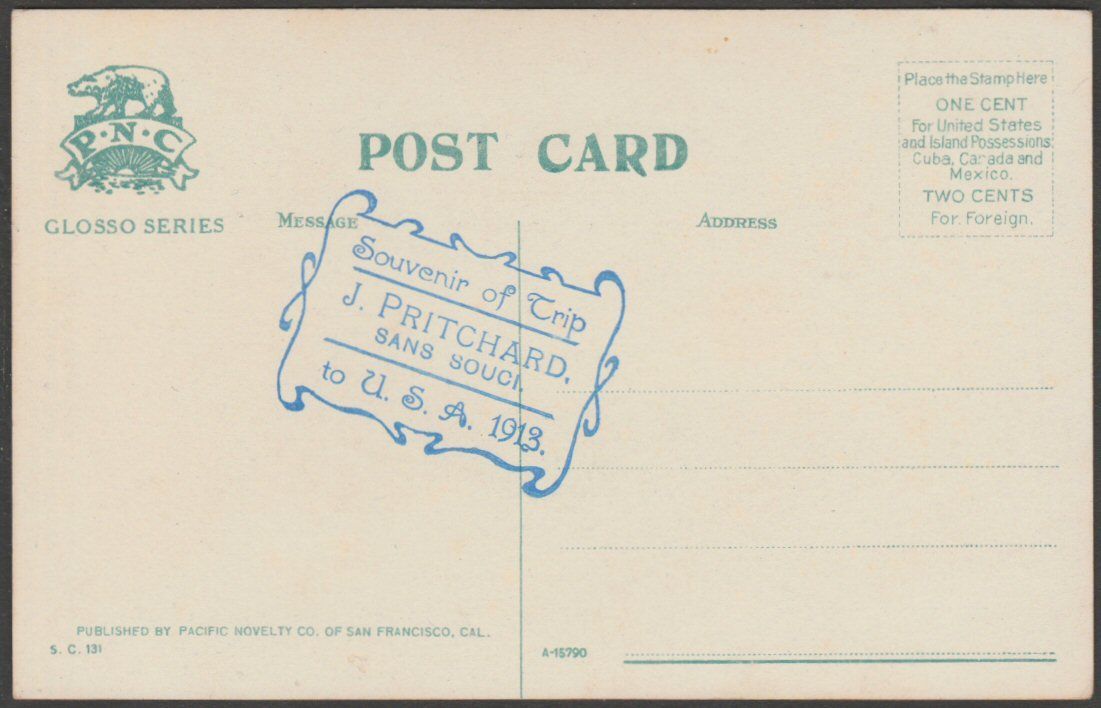 P·N·C
GLOSSO SERIES
POST CARD
Place the Stamp Here
ONE CENT
For United States
and Island Possessions,
Cuba, Canada and
Mexico.
TWO CENTS
For Foreign.
MESSAGE
ADDRESS
Souvenir of Trip
J. PRITCHARD,
SANS SOUCI.
to U. S. A. 1913.
PUBLISHED BY PACIFIC NOVELTY CO. OF SAN FRANCISCO, CAL.
S. C. 131
A-15790